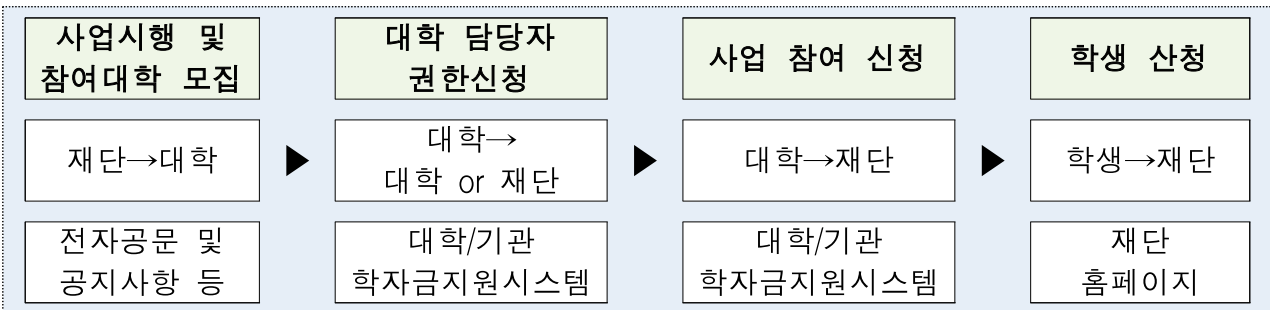 사업시행 및
참여대학 모집
대학 담당자
권한신청
사업 참여 신청
학생 산청
재단→대학
▶
대학→
대학 or 재단
▶
대학→재단
▶
학생→재단
전자공문 및
공지사항 등
대학/기관
학자금지원시스템
대학/기관
학자금지원시스템
재단
홈페이지